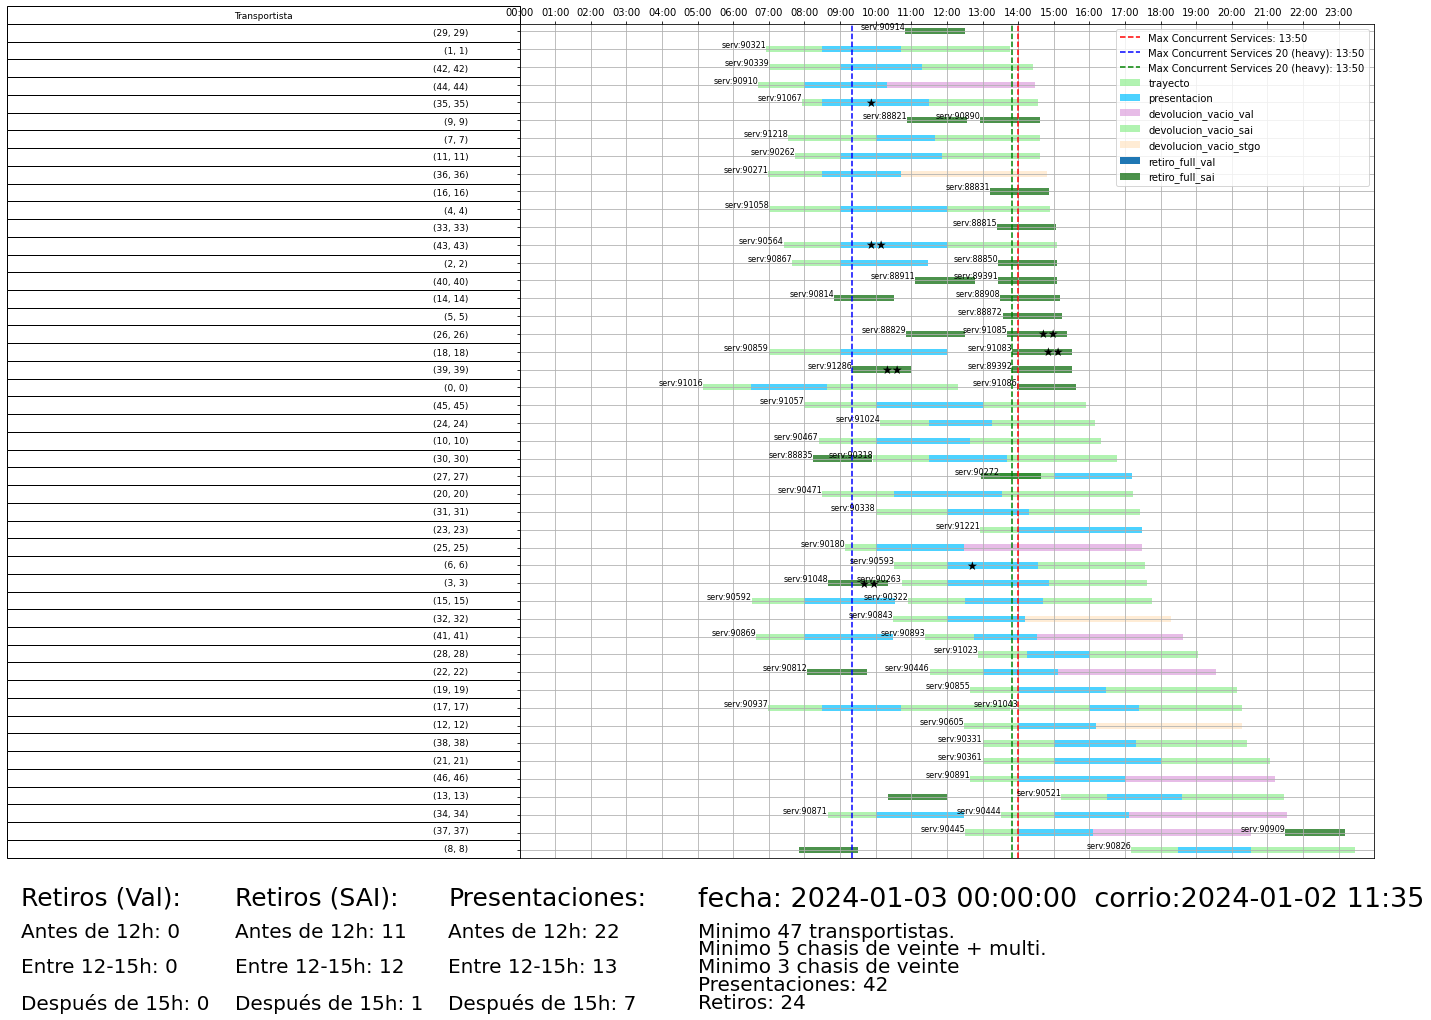 Transportista
00:00 01:00 02:00 03:00 04:00 05:00 06:00 07:00 08:00 09:00 10:00 11:00 12:00 13:00 14:00 15:00 16:00 17:00 18:00 19:00 20:00 21:00 22:00 23:00
(29, 29) serv:90914
(1, 1) serv:90321
(42, 42) serv:90339
(44, 44) serv:90910
(35, 35) serv:91067
(9, 9) serv:88821 serv:90890
(7, 7) serv:91218
(11, 11) serv:90262
(36, 36) serv:90271
(16, 16) serv:88831
(4, 4) serv:91058
(33, 33) serv:88815
(43, 43) serv:90564
(2, 2) serv:90867 serv:88850
(40, 40) serv:88911 serv:89391
(14, 14) serv:90814 serv:88908
(5, 5) serv:88872
(26, 26) serv:88829 serv:91085
(18, 18) serv:90859 serv:91083
(39, 39) serv:91286 serv:89392
(0, 0) serv:91016 serv:91086
(45, 45) serv:91057
(24, 24) serv:91024
(10, 10) serv:90467
(30, 30) serv:88835 serv:90318
(27, 27) serv:90272
(20, 20) serv:90471
(31, 31) serv:90338
(23, 23) serv:91221
(25, 25) serv:90180
(6, 6) serv:90593
(3, 3) serv:91048 serv:90263
(15, 15) serv:90592 serv:90322
(32, 32) serv:90843
(41, 41) serv:90869 serv:90893
(28, 28) serv:91023
(22, 22) serv:90812 serv:90446
(19, 19) serv:90855
(17, 17) serv:90937 serv:91043
(12, 12) serv:90605
(38, 38) serv:90331
(21, 21) serv:90361
(46, 46) serv:90891
(13, 13) serv:90521
(34, 34) serv:90871 serv:90444
(37, 37) serv:90445 serv:90909
(8, 8) serv:90826
Max Concurrent Services: 13:50
Max Concurrent Services 20 (heavy): 13:50
Max Concurrent Services 20 (heavy): 13:50
trayecto
presentacion
devolucion_vacio_val
devolucion_vacio_sai
devolucion_vacio_stgo
retiro_full_val
retiro_full_sai
Retiros (Val):
Antes de 12h: 0
Entre 12-15h: 0
Después de 15h: 0
Retiros (SAI):
Antes de 12h: 11
Entre 12-15h: 12
Después de 15h: 1
Presentaciones:
Antes de 12h: 22
Entre 12-15h: 13
Después de 15h: 7
fecha: 2024-01-03 00:00:00 corrio:2024-01-02 11:35
Minimo 47 transportistas.
Minimo 5 chasis de veinte + multi.
Minimo 3 chasis de veinte
Presentaciones: 42
Retiros: 24